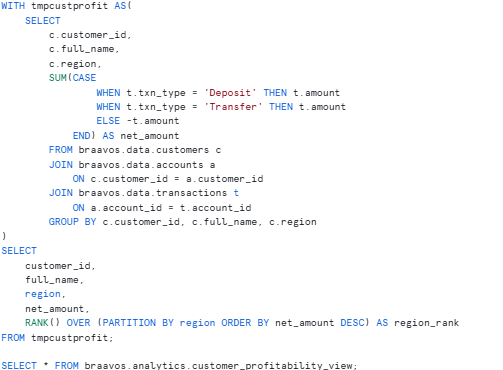 WITH tmpcustprofit AS(
    SELECT
        c.customer_id,
        c.full_name,
        c.region,
        SUM(CASE
                WHEN t.txn_type = 'Deposit' THEN t.amount
                WHEN t.txn_type = 'Transfer' THEN t.amount
                ELSE -t.amount
            END) AS net_amount
        FROM braavos.data.customers c
        JOIN braavos.data.accounts a
            ON c.customer_id = a.customer_id
        JOIN braavos.data.transactions t
            ON a.account_id = t.account_id
        GROUP BY c.customer_id, c.full_name, c.region
)
SELECT
    customer_id,
    full_name,
    region,
    net_amount,
    RANK() OVER (PARTITION BY region ORDER BY net_amount DESC) AS region_rank
FROM tmpcustprofit;

SELECT * FROM braavos.analytics.customer_profitability_view;